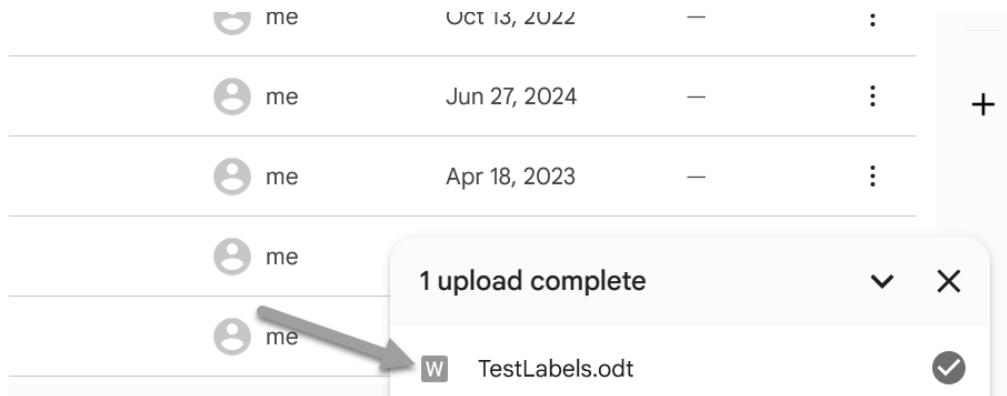 me Oct 13, 2022 —
me Jun 27, 2024 —
me Apr 18, 2023 —
me
1 upload complete
me
W TestLabels.odt